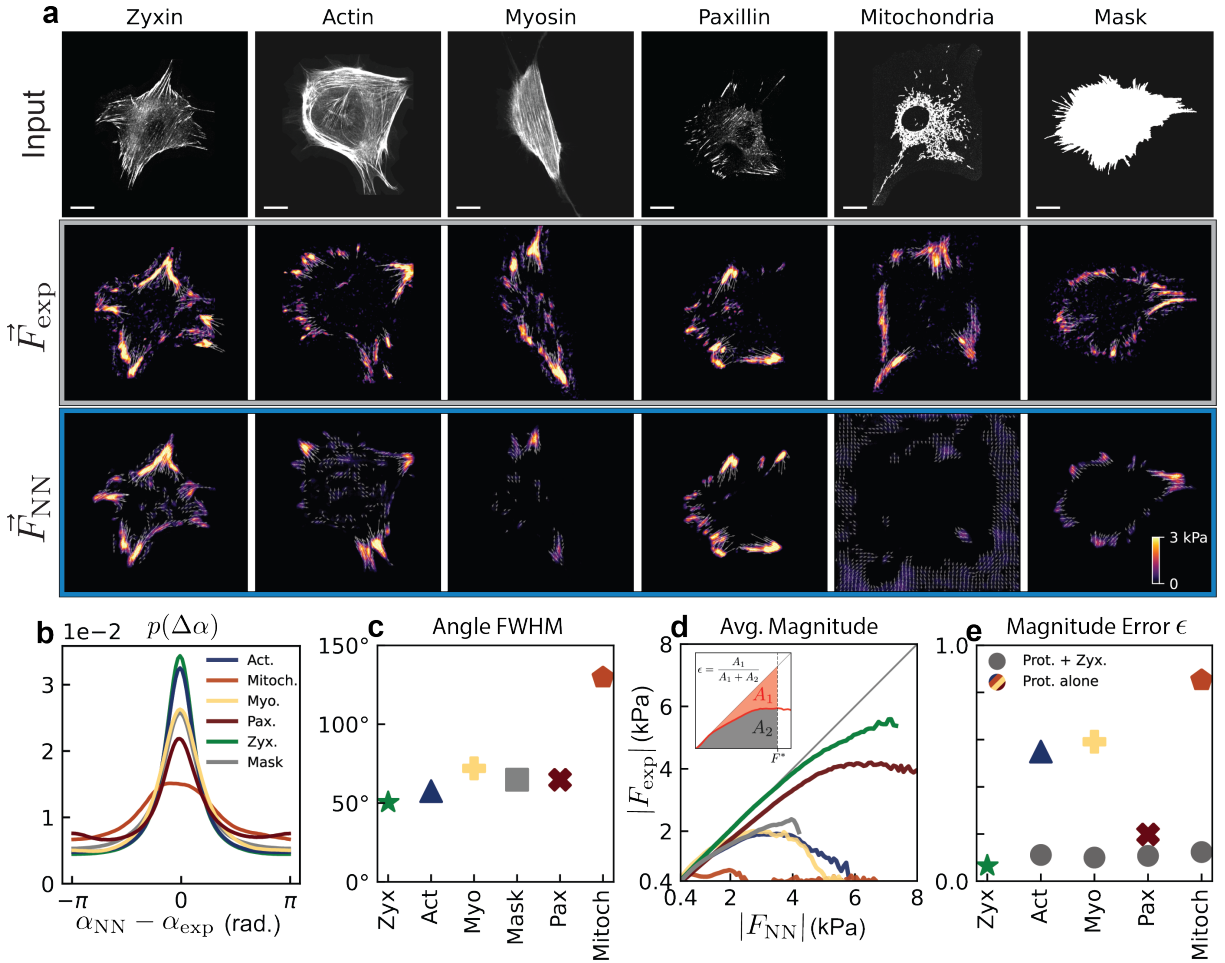 a
Zyxin Actin Myosin Paxillin Mitochondria Mask
Input
F⃗exp
F⃗NN
3 kPa
0
b
p(Δα)
1e-2
3
2
1
0
Act.
Mitoch.
Myo.
Pax.
Zyx.
Mask
−π 0 π
αNN − αexp (rad.)
c
Angle FWHM
150°
100°
50°
0°
Zyx Act Myo Mask Pax Mitoch
d
Avg. Magnitude
8
6
4
2
0.4
|Fexp| (kPa)
ϵ = A1 / (A1 + A2)
A1
A2
F*
0.4 2 4 6 8
|FNN| (kPa)
e
Magnitude Error ϵ
1.0
0.0
Prot. + Zyx.
Prot. alone
Zyx Act Myo Pax Mitoch